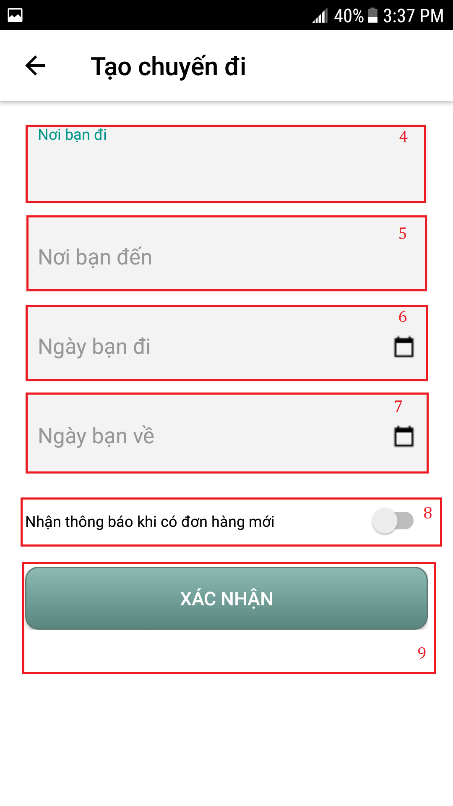 40% 3:37 PM
Tạo chuyến đi
Nơi bạn đi 4
Nơi bạn đến 5
Ngày bạn đi 6
Ngày bạn về 7
Nhận thông báo khi có đơn hàng mới 8
XÁC NHẬN
9